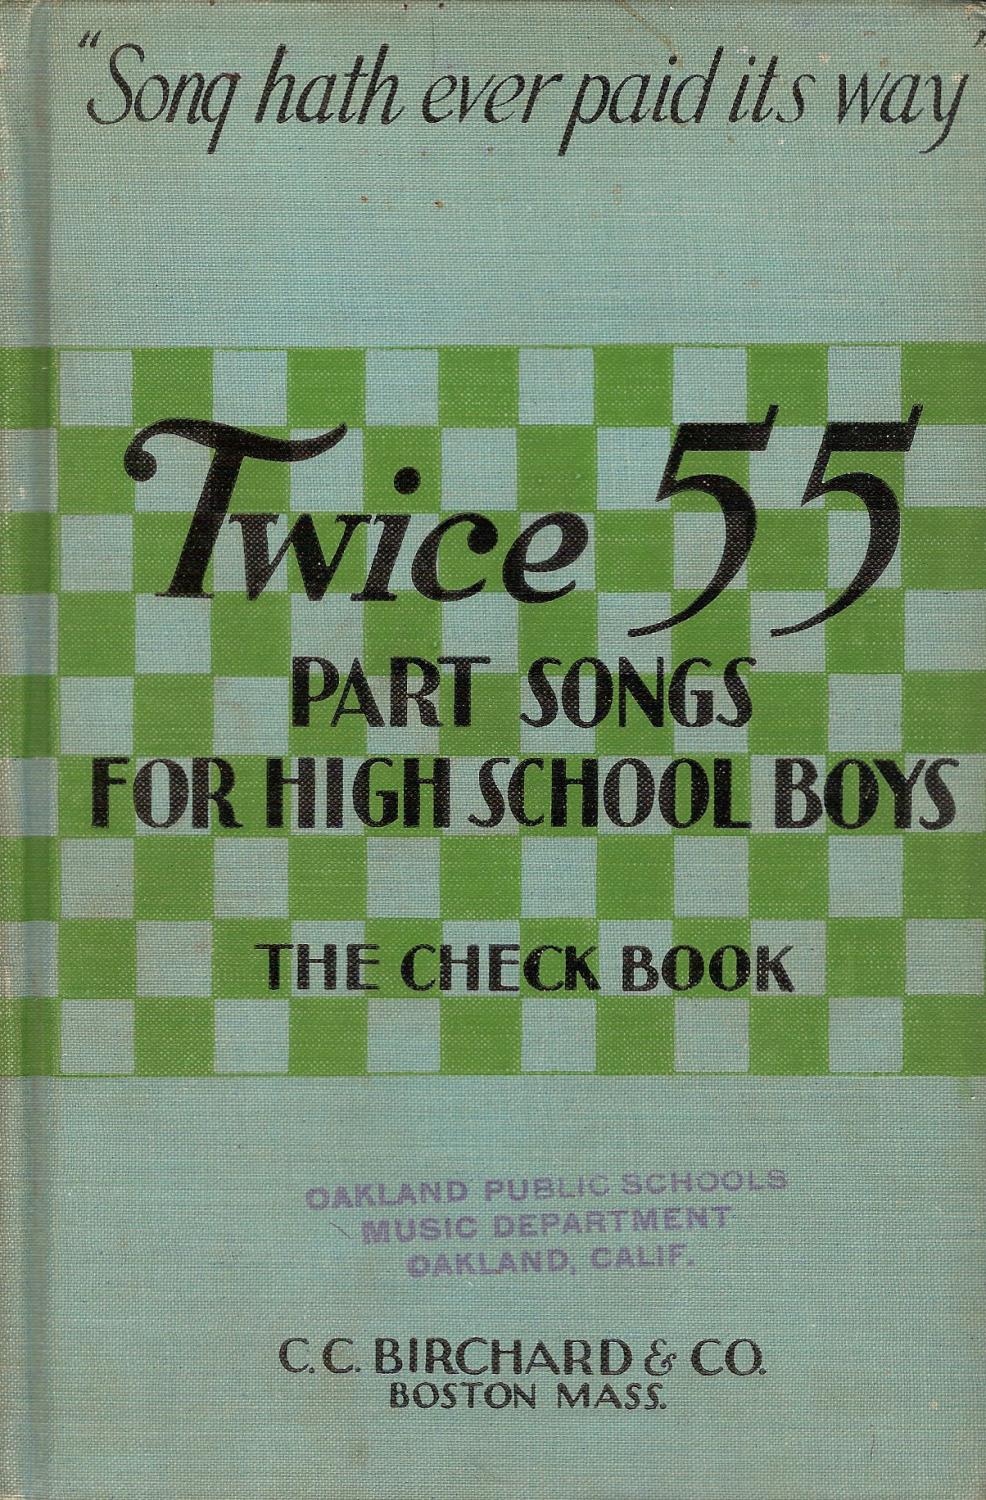 "Song hath ever paid its way"
Twice 55
PART SONGS
FOR HIGH SCHOOL BOYS
THE CHECK BOOK
OAKLAND PUBLIC SCHOOLS
MUSIC DEPARTMENT
OAKLAND, CALIF.
C. C. BIRCHARD & CO.
BOSTON MASS.